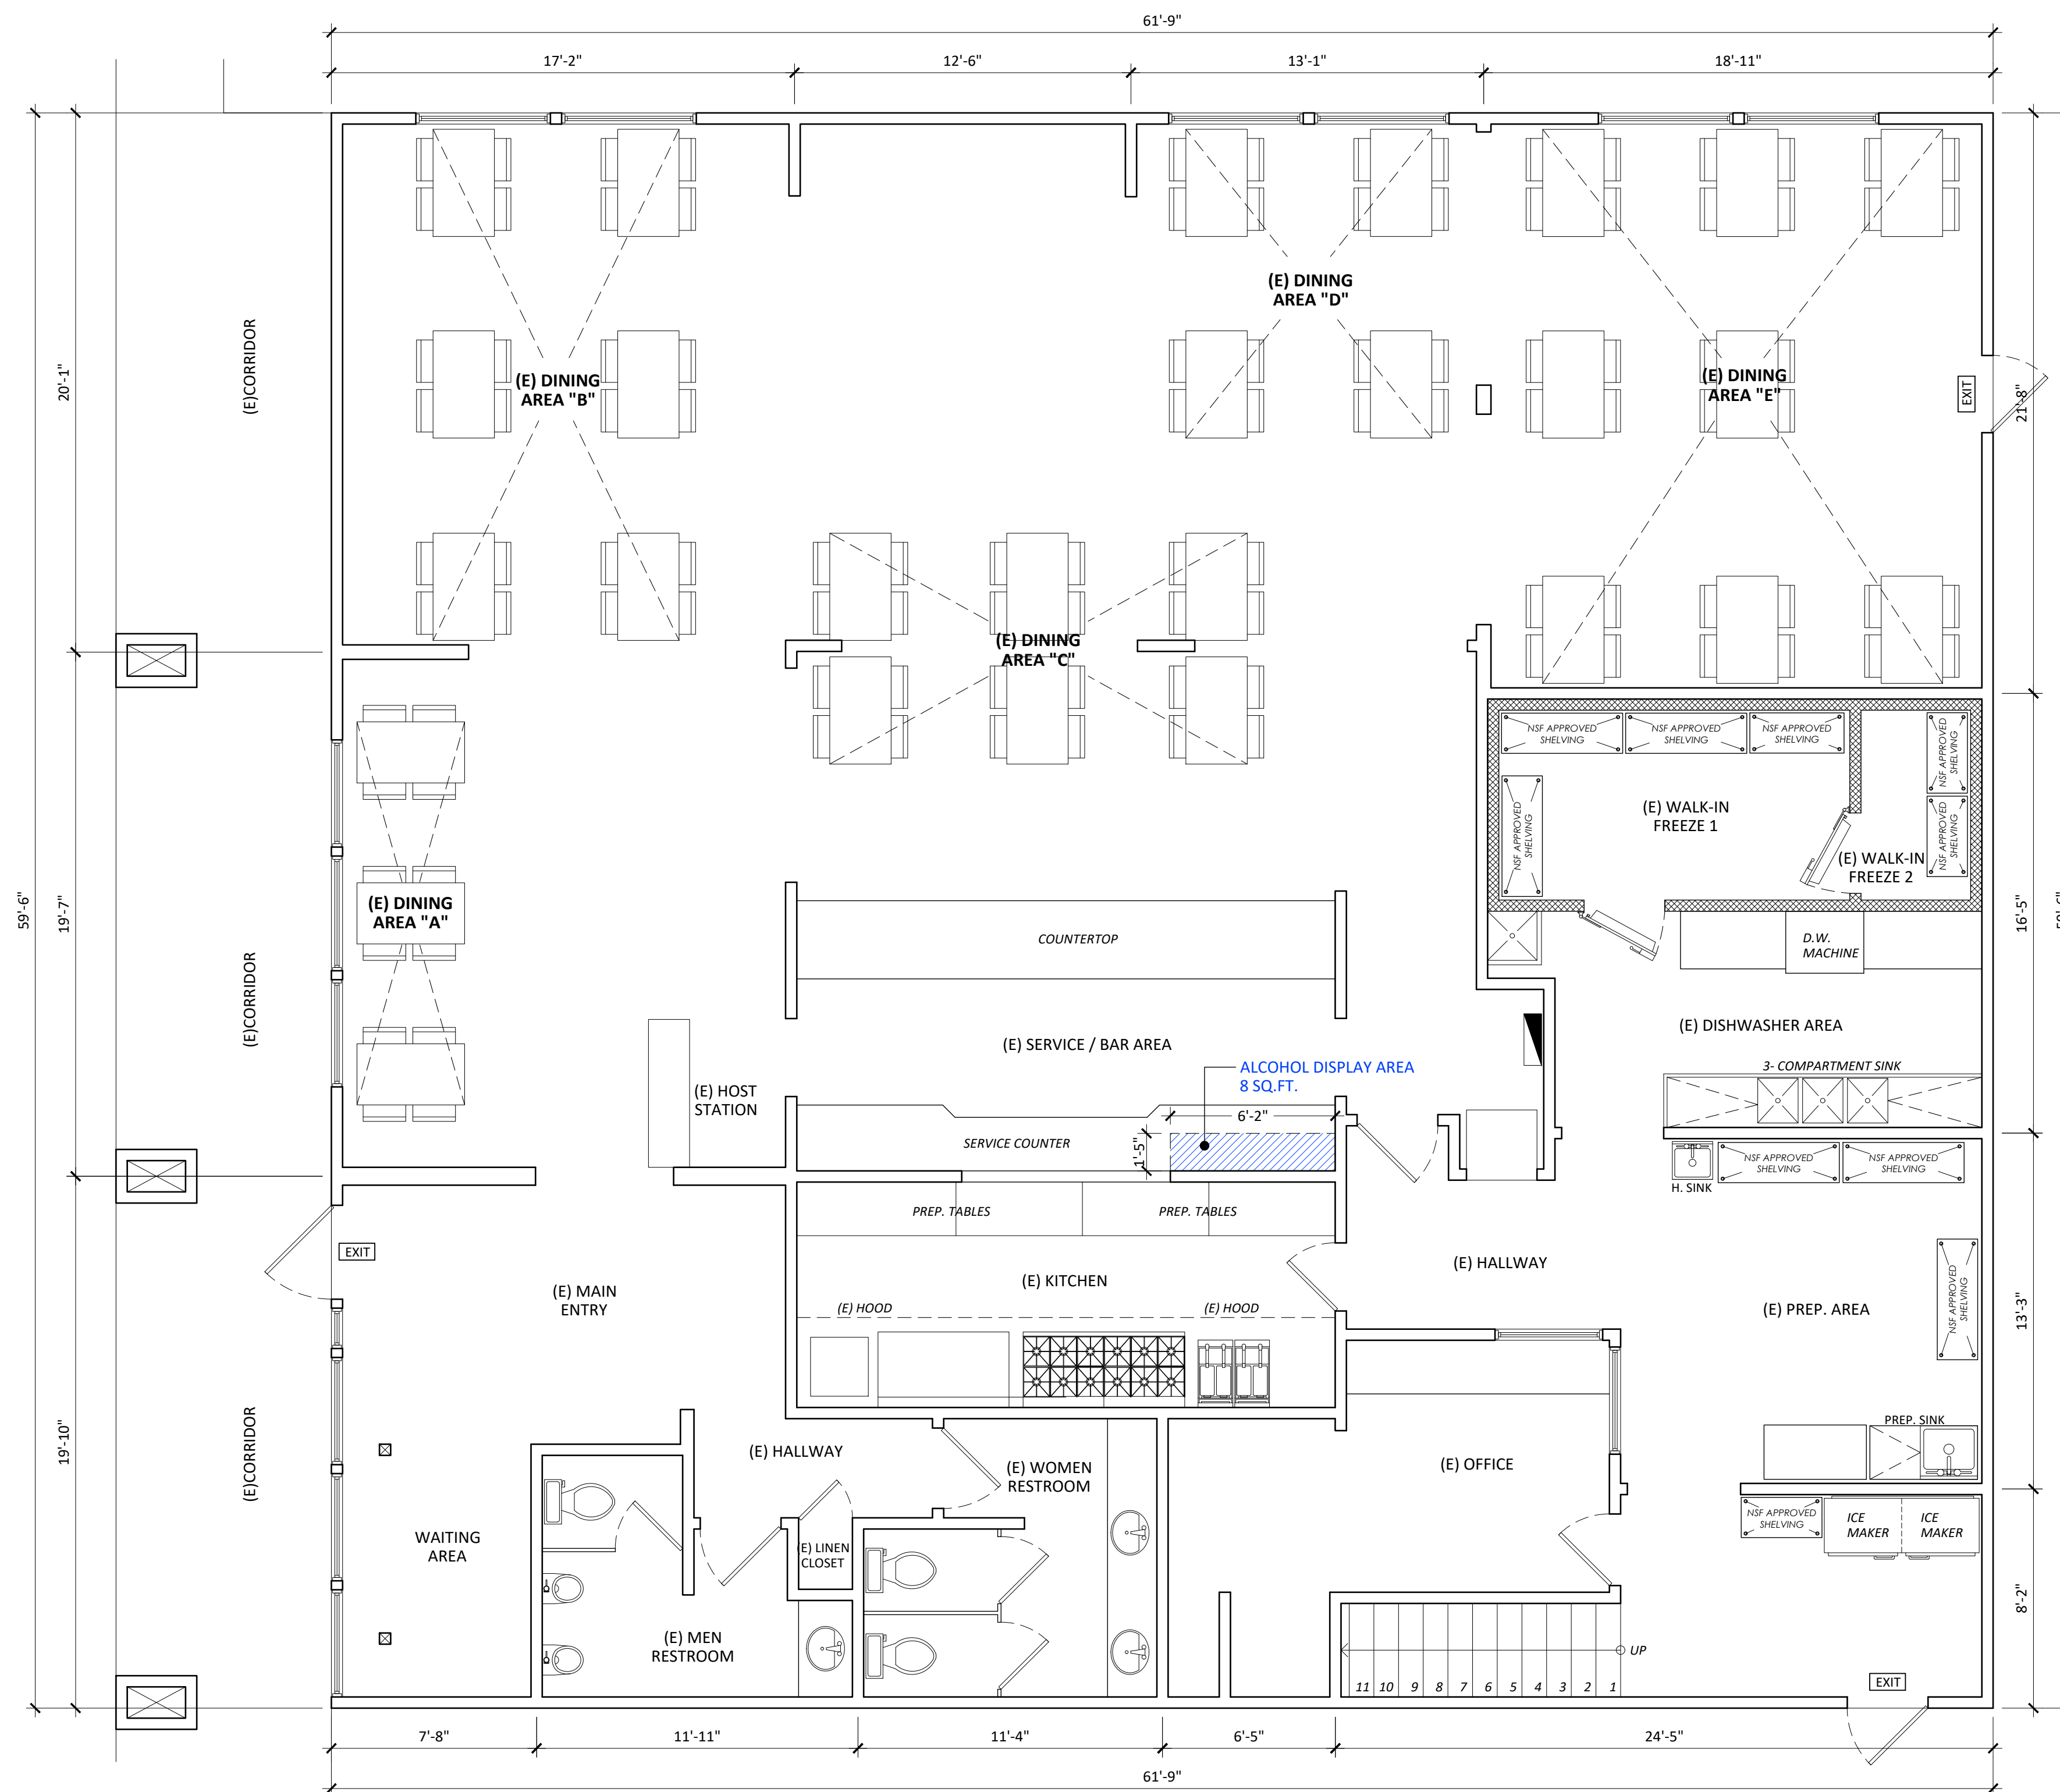 61'-9"
17'-2"
12'-6"
13'-1"
18'-11"
(E) DINING
AREA "D"
(E)CORRIDOR
20'-1"
(E) DINING
AREA "B"
(E) DINING
AREA "E"
EXIT
21'-8"
(E) DINING
AREA "C"
NSF APPROVED
SHELVING
NSF APPROVED
SHELVING
NSF APPROVED
SHELVING
NSF APPROVED
SHELVING
NSF APPROVED
SHELVING
NSF APPROVED
SHELVING
(E) WALK-IN
FREEZE 1
(E) WALK-IN
FREEZE 2
59'-6"
19'-7"
(E) DINING
AREA "A"
16'-5"
COUNTERTOP
D.W.
MACHINE
(E)CORRIDOR
(E) SERVICE / BAR AREA
(E) DISHWASHER AREA
ALCOHOL DISPLAY AREA
8 SQ.FT.
3- COMPARTMENT SINK
(E) HOST
STATION
6'-2"
SERVICE COUNTER
1'-5"
NSF APPROVED
SHELVING
NSF APPROVED
SHELVING
H. SINK
PREP. TABLES
PREP. TABLES
EXIT
(E) HALLWAY
(E) KITCHEN
(E) MAIN
ENTRY
(E) HOOD
(E) HOOD
(E) PREP. AREA
NSF APPROVED
SHELVING
13'-3"
19'-10"
(E)CORRIDOR
PREP. SINK
(E) HALLWAY
(E) WOMEN
RESTROOM
(E) OFFICE
NSF APPROVED
SHELVING
ICE
MAKER
ICE
MAKER
WAITING
AREA
(E) LINEN
CLOSET
8'-2"
(E) MEN
RESTROOM
UP
11 10 9 8 7 6 5 4 3 2 1
EXIT
7'-8"
11'-11"
11'-4"
6'-5"
24'-5"
61'-9"